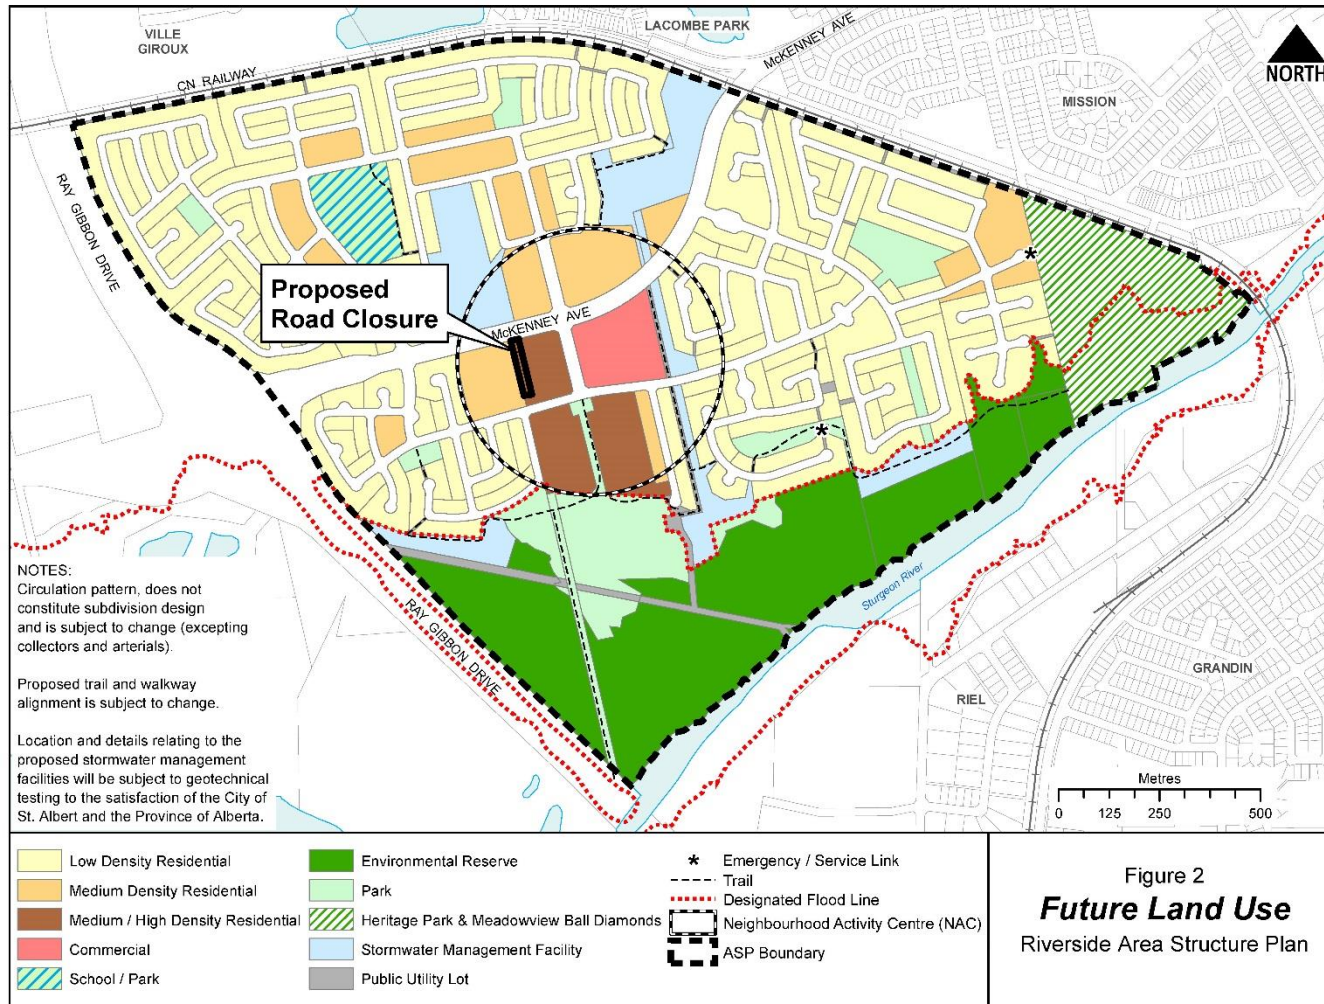 VILLE
GIROUX
LACOMBE PARK
McKENNEY AVE
NORTH
CN RAILWAY
MISSION
RAY GIBBON DRIVE
Proposed
Road Closure
McKENNEY AVE
*
*
Sturgeon River
RAY GIBBON DRIVE
GRANDIN
RIEL
NOTES:
Circulation pattern, does not
constitute subdivision design
and is subject to change (excepting
collectors and arterials).
Proposed trail and walkway
alignment is subject to change.
Location and details relating to the
proposed stormwater management
facilities will be subject to geotechnical
testing to the satisfaction of the City of
St. Albert and the Province of Alberta.
Metres
0 125 250 500
Low Density Residential
Medium Density Residential
Medium / High Density Residential
Commercial
School / Park
Environmental Reserve
Park
Heritage Park & Meadowview Ball Diamonds
Stormwater Management Facility
Public Utility Lot
* Emergency / Service Link
Trail
Designated Flood Line
Neighbourhood Activity Centre (NAC)
ASP Boundary
Figure 2
Future Land Use
Riverside Area Structure Plan